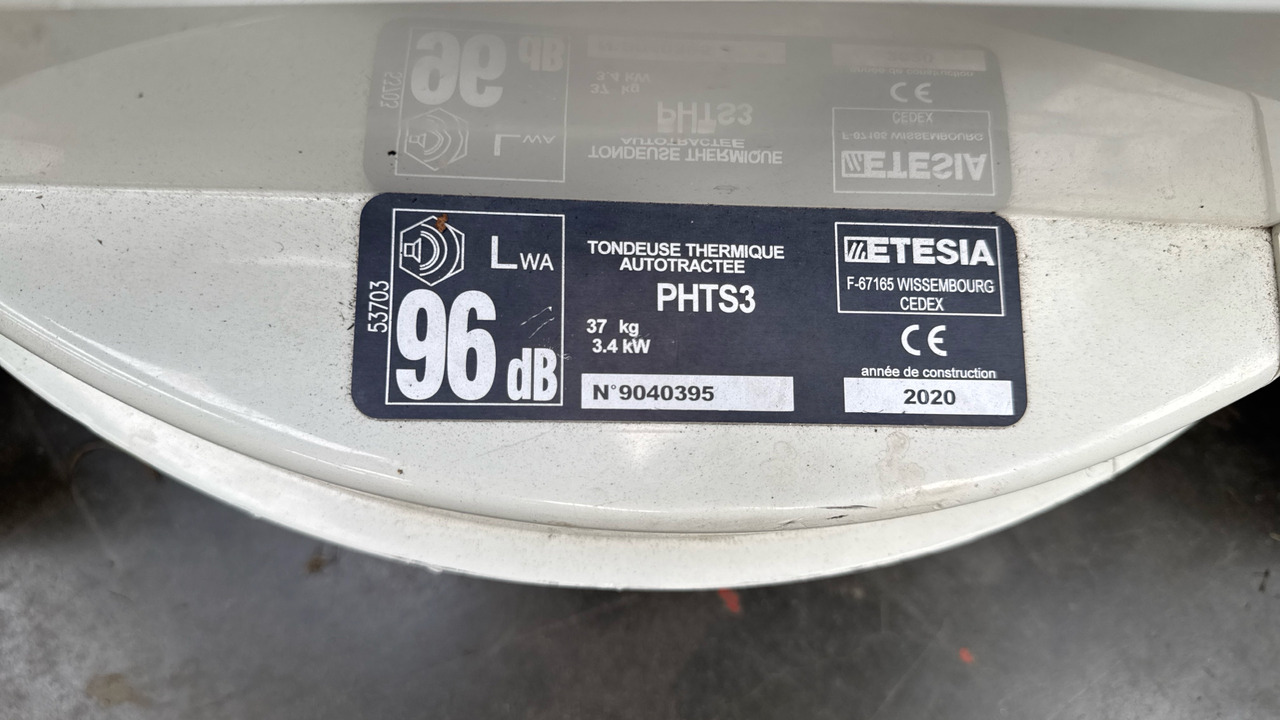 53703
LWA
96 dB
TONDEUSE THERMIQUE
AUTOTRACTEE
PHTS3
37 kg
3.4 kW
N°9040395
ETESIA
F-67165 WISSEMBOURG
CEDEX
CE
année de construction
2020